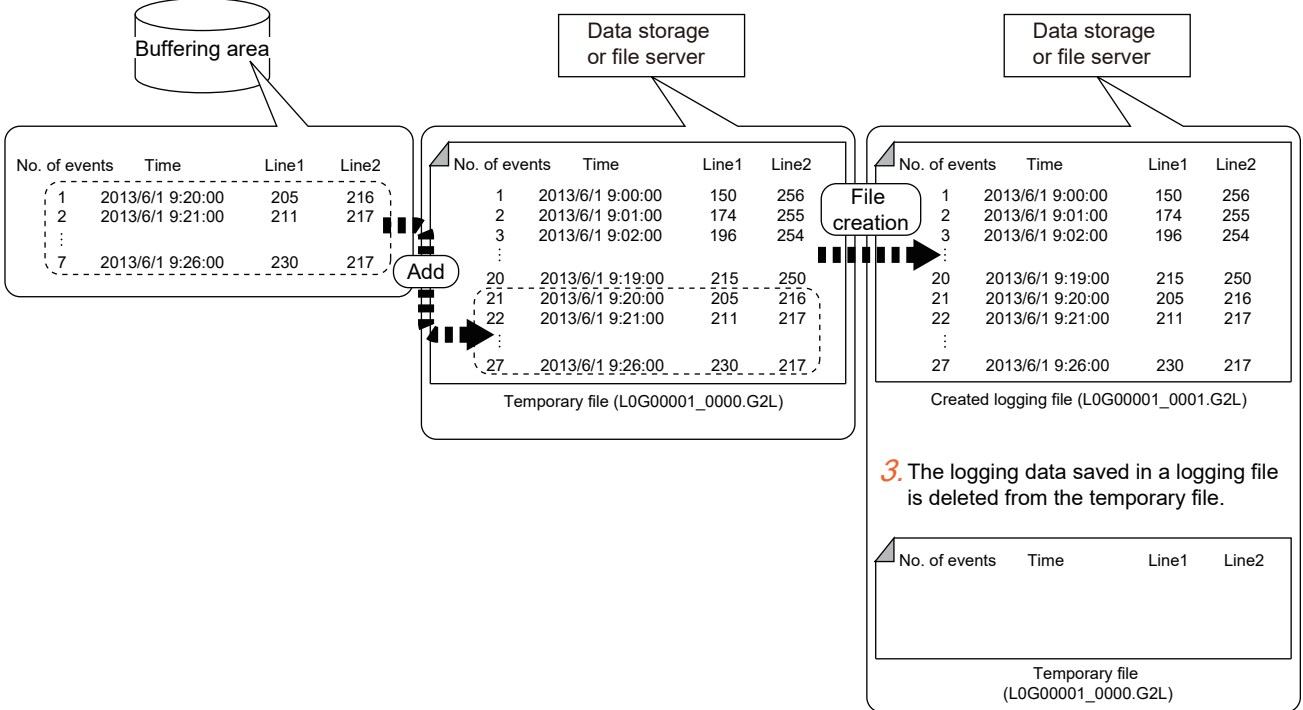 Buffering area
No. of events Time Line1 Line2
1 2013/6/1 9:20:00 205 216
2 2013/6/1 9:21:00 211 217
⋮
7 2013/6/1 9:26:00 230 217
Add
Data storage
or file server
No. of events Time Line1 Line2
1 2013/6/1 9:00:00 150 256
2 2013/6/1 9:01:00 174 255
3 2013/6/1 9:02:00 196 254
⋮
20 2013/6/1 9:19:00 215 250
21 2013/6/1 9:20:00 205 216
22 2013/6/1 9:21:00 211 217
⋮
27 2013/6/1 9:26:00 230 217
Temporary file (L0G00001_0000.G2L)
File
creation
Data storage
or file server
No. of events Time Line1 Line2
1 2013/6/1 9:00:00 150 256
2 2013/6/1 9:01:00 174 255
3 2013/6/1 9:02:00 196 254
⋮
20 2013/6/1 9:19:00 215 250
21 2013/6/1 9:20:00 205 216
22 2013/6/1 9:21:00 211 217
⋮
27 2013/6/1 9:26:00 230 217
Created logging file (L0G00001_0001.G2L)
3. The logging data saved in a logging file
is deleted from the temporary file.
No. of events Time Line1 Line2
Temporary file
(L0G00001_0000.G2L)